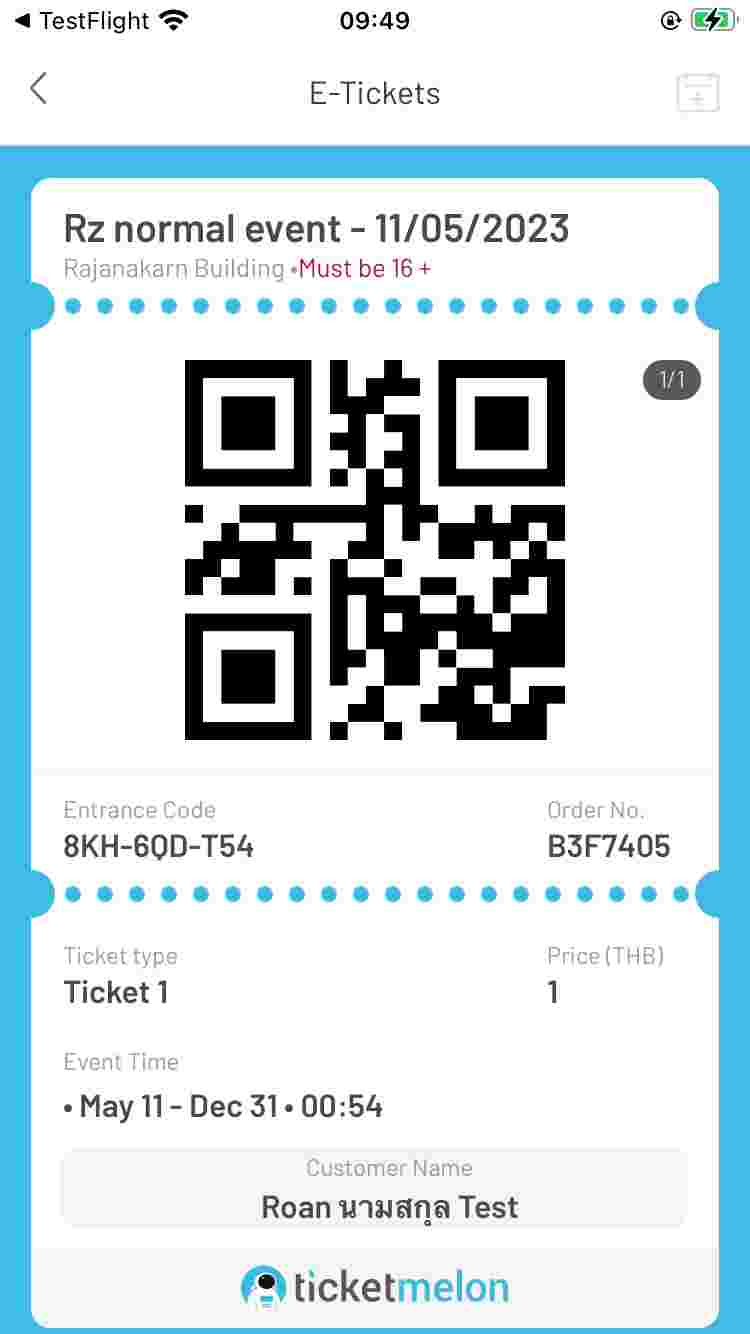 ◀ TestFlight 09:49
E-Tickets
Rz normal event - 11/05/2023
Rajanakarn Building •Must be 16 +
1/1
Entrance Code Order No.
8KH-6QD-T54 B3F7405
Ticket type Price (THB)
Ticket 1 1
Event Time
• May 11 - Dec 31 • 00:54
Customer Name
Roan นามสกุล Test
ticketmelon